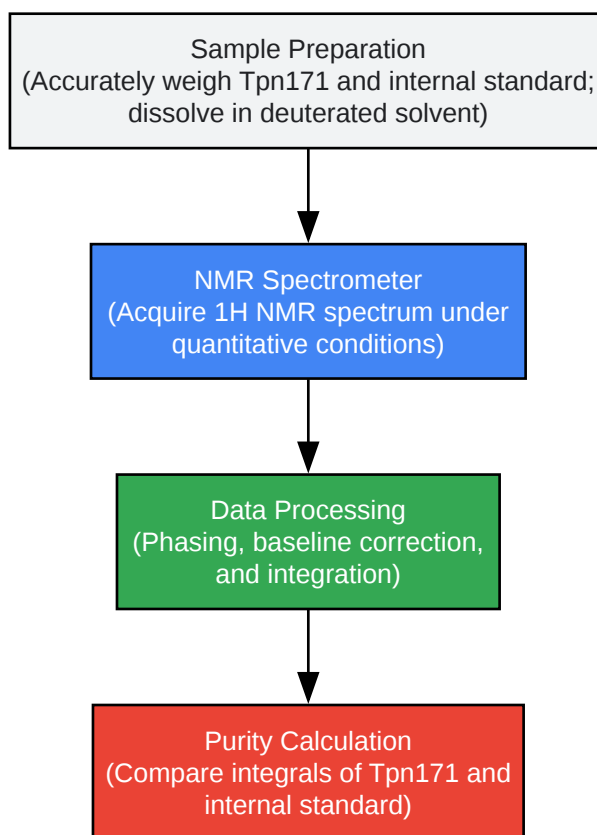 Sample Preparation
(Accurately weigh Tpn171 and internal standard;
dissolve in deuterated solvent)
NMR Spectrometer
(Acquire 1H NMR spectrum under
quantitative conditions)
Data Processing
(Phasing, baseline correction,
and integration)
Purity Calculation
(Compare integrals of Tpn171 and
internal standard)